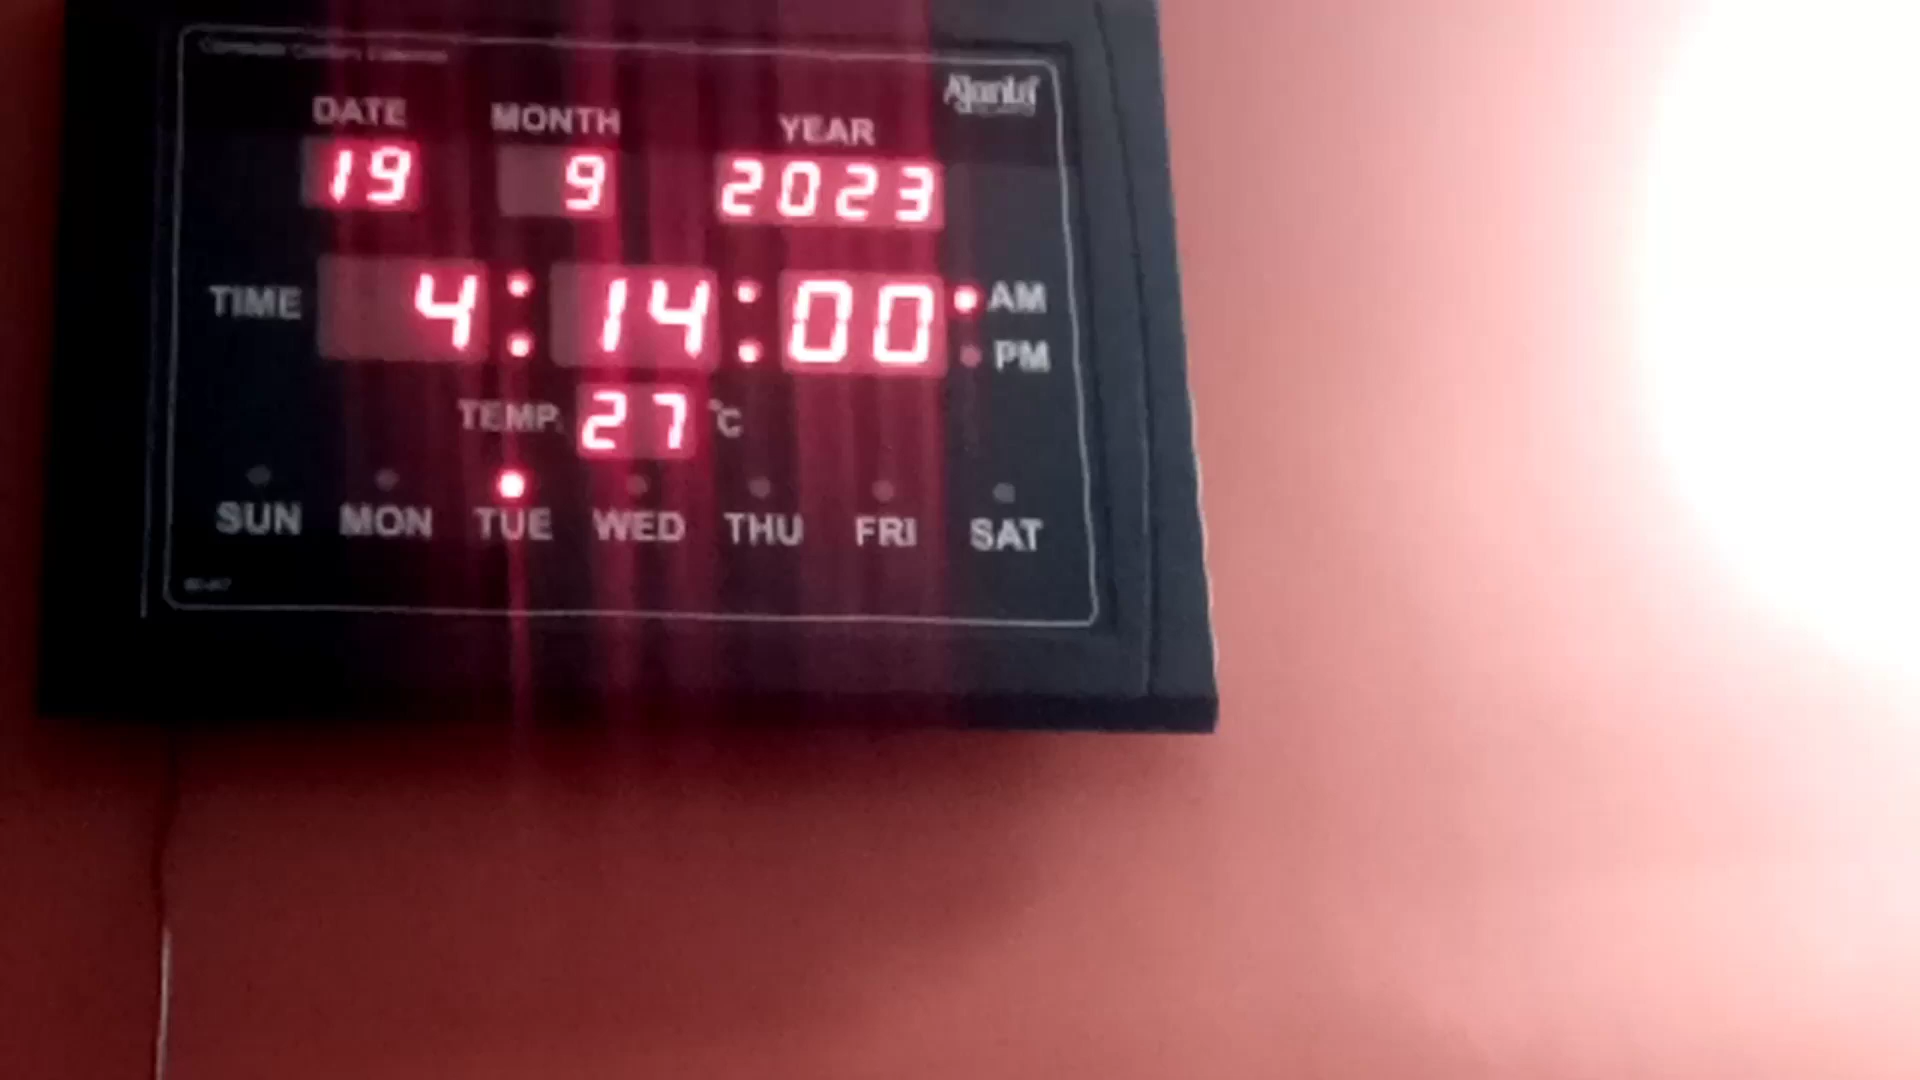 Ajanta
DATE MONTH YEAR
19 9 2023
TIME 4:14:00 AM
PM
TEMP. 27 °C
SUN MON TUE WED THU FRI SAT